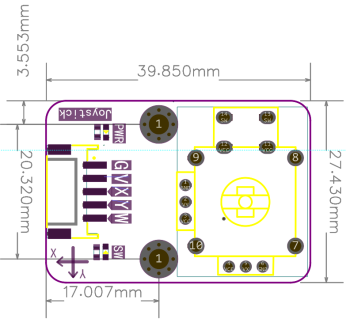 3.553mm
39.850mm
Joystick
1
PWR
9
8
G
V
X
Y
W
20.320mm
27.430mm
10
7
1
SW
X
Y
17.007mm